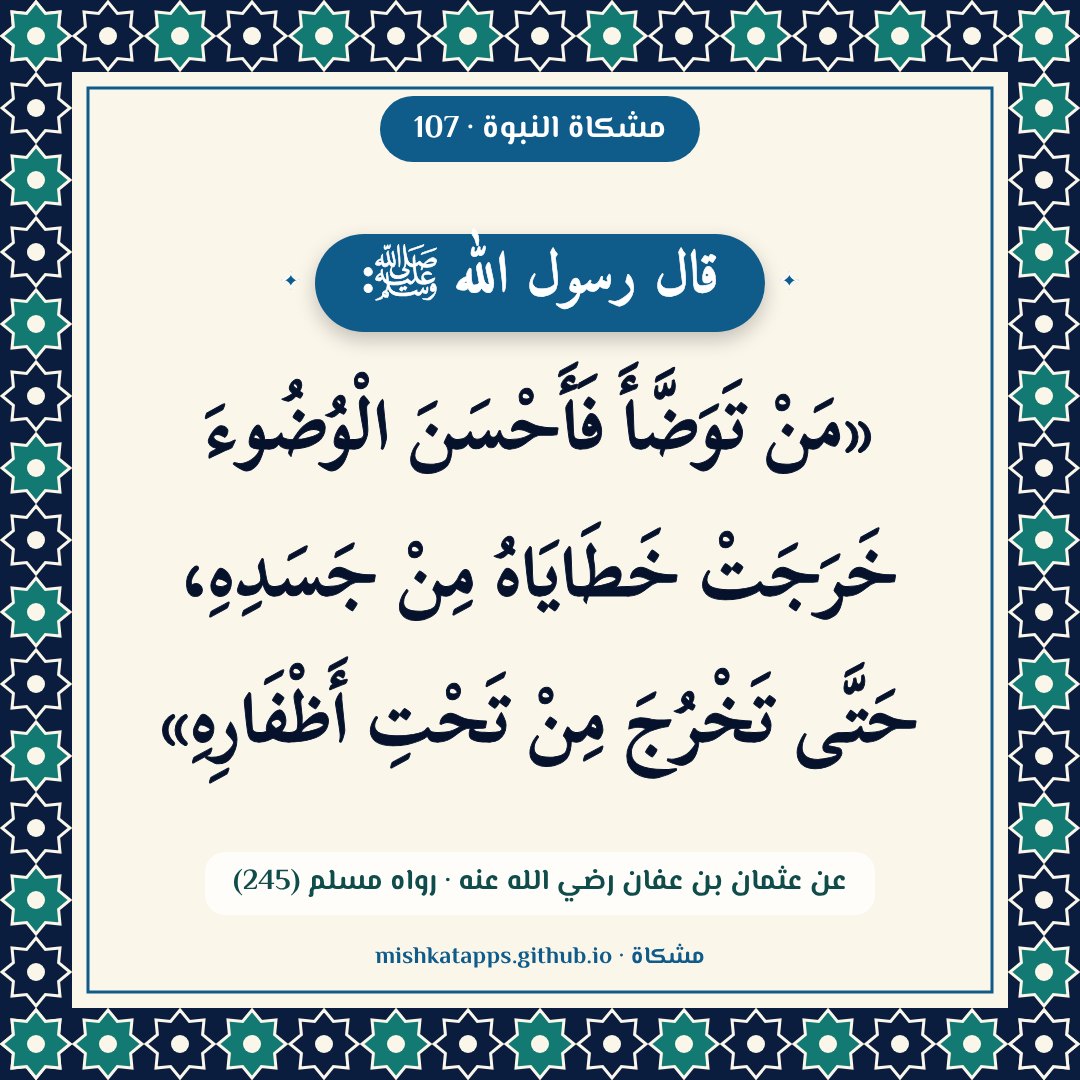 مشكاة النبوة · 107
قال رسول الله ﷺ:
«مَنْ تَوَضَّأَ فَأَحْسَنَ الْوُضُوءَ
خَرَجَتْ خَطَايَاهُ مِنْ جَسَدِهِ،
حَتَّى تَخْرُجَ مِنْ تَحْتِ أَظْفَارِهِ»
عن عثمان بن عفان رضي الله عنه · رواه مسلم (245)
مشكاة · mishkatapps.github.io